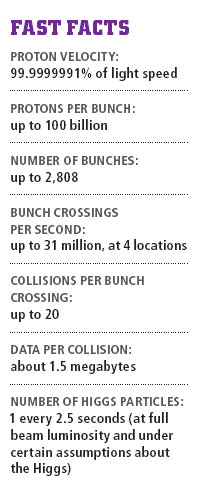 FAST FACTS
PROTON VELOCITY:
99.9999991% of light speed
PROTONS PER BUNCH:
up to 100 billion
NUMBER OF BUNCHES:
up to 2,808
BUNCH CROSSINGS
PER SECOND:
up to 31 million, at 4 locations
COLLISIONS PER BUNCH
CROSSING:
up to 20
DATA PER COLLISION:
about 1.5 megabytes
NUMBER OF HIGGS PARTICLES:
1 every 2.5 seconds (at full
beam luminosity and under
certain assumptions about
the Higgs)